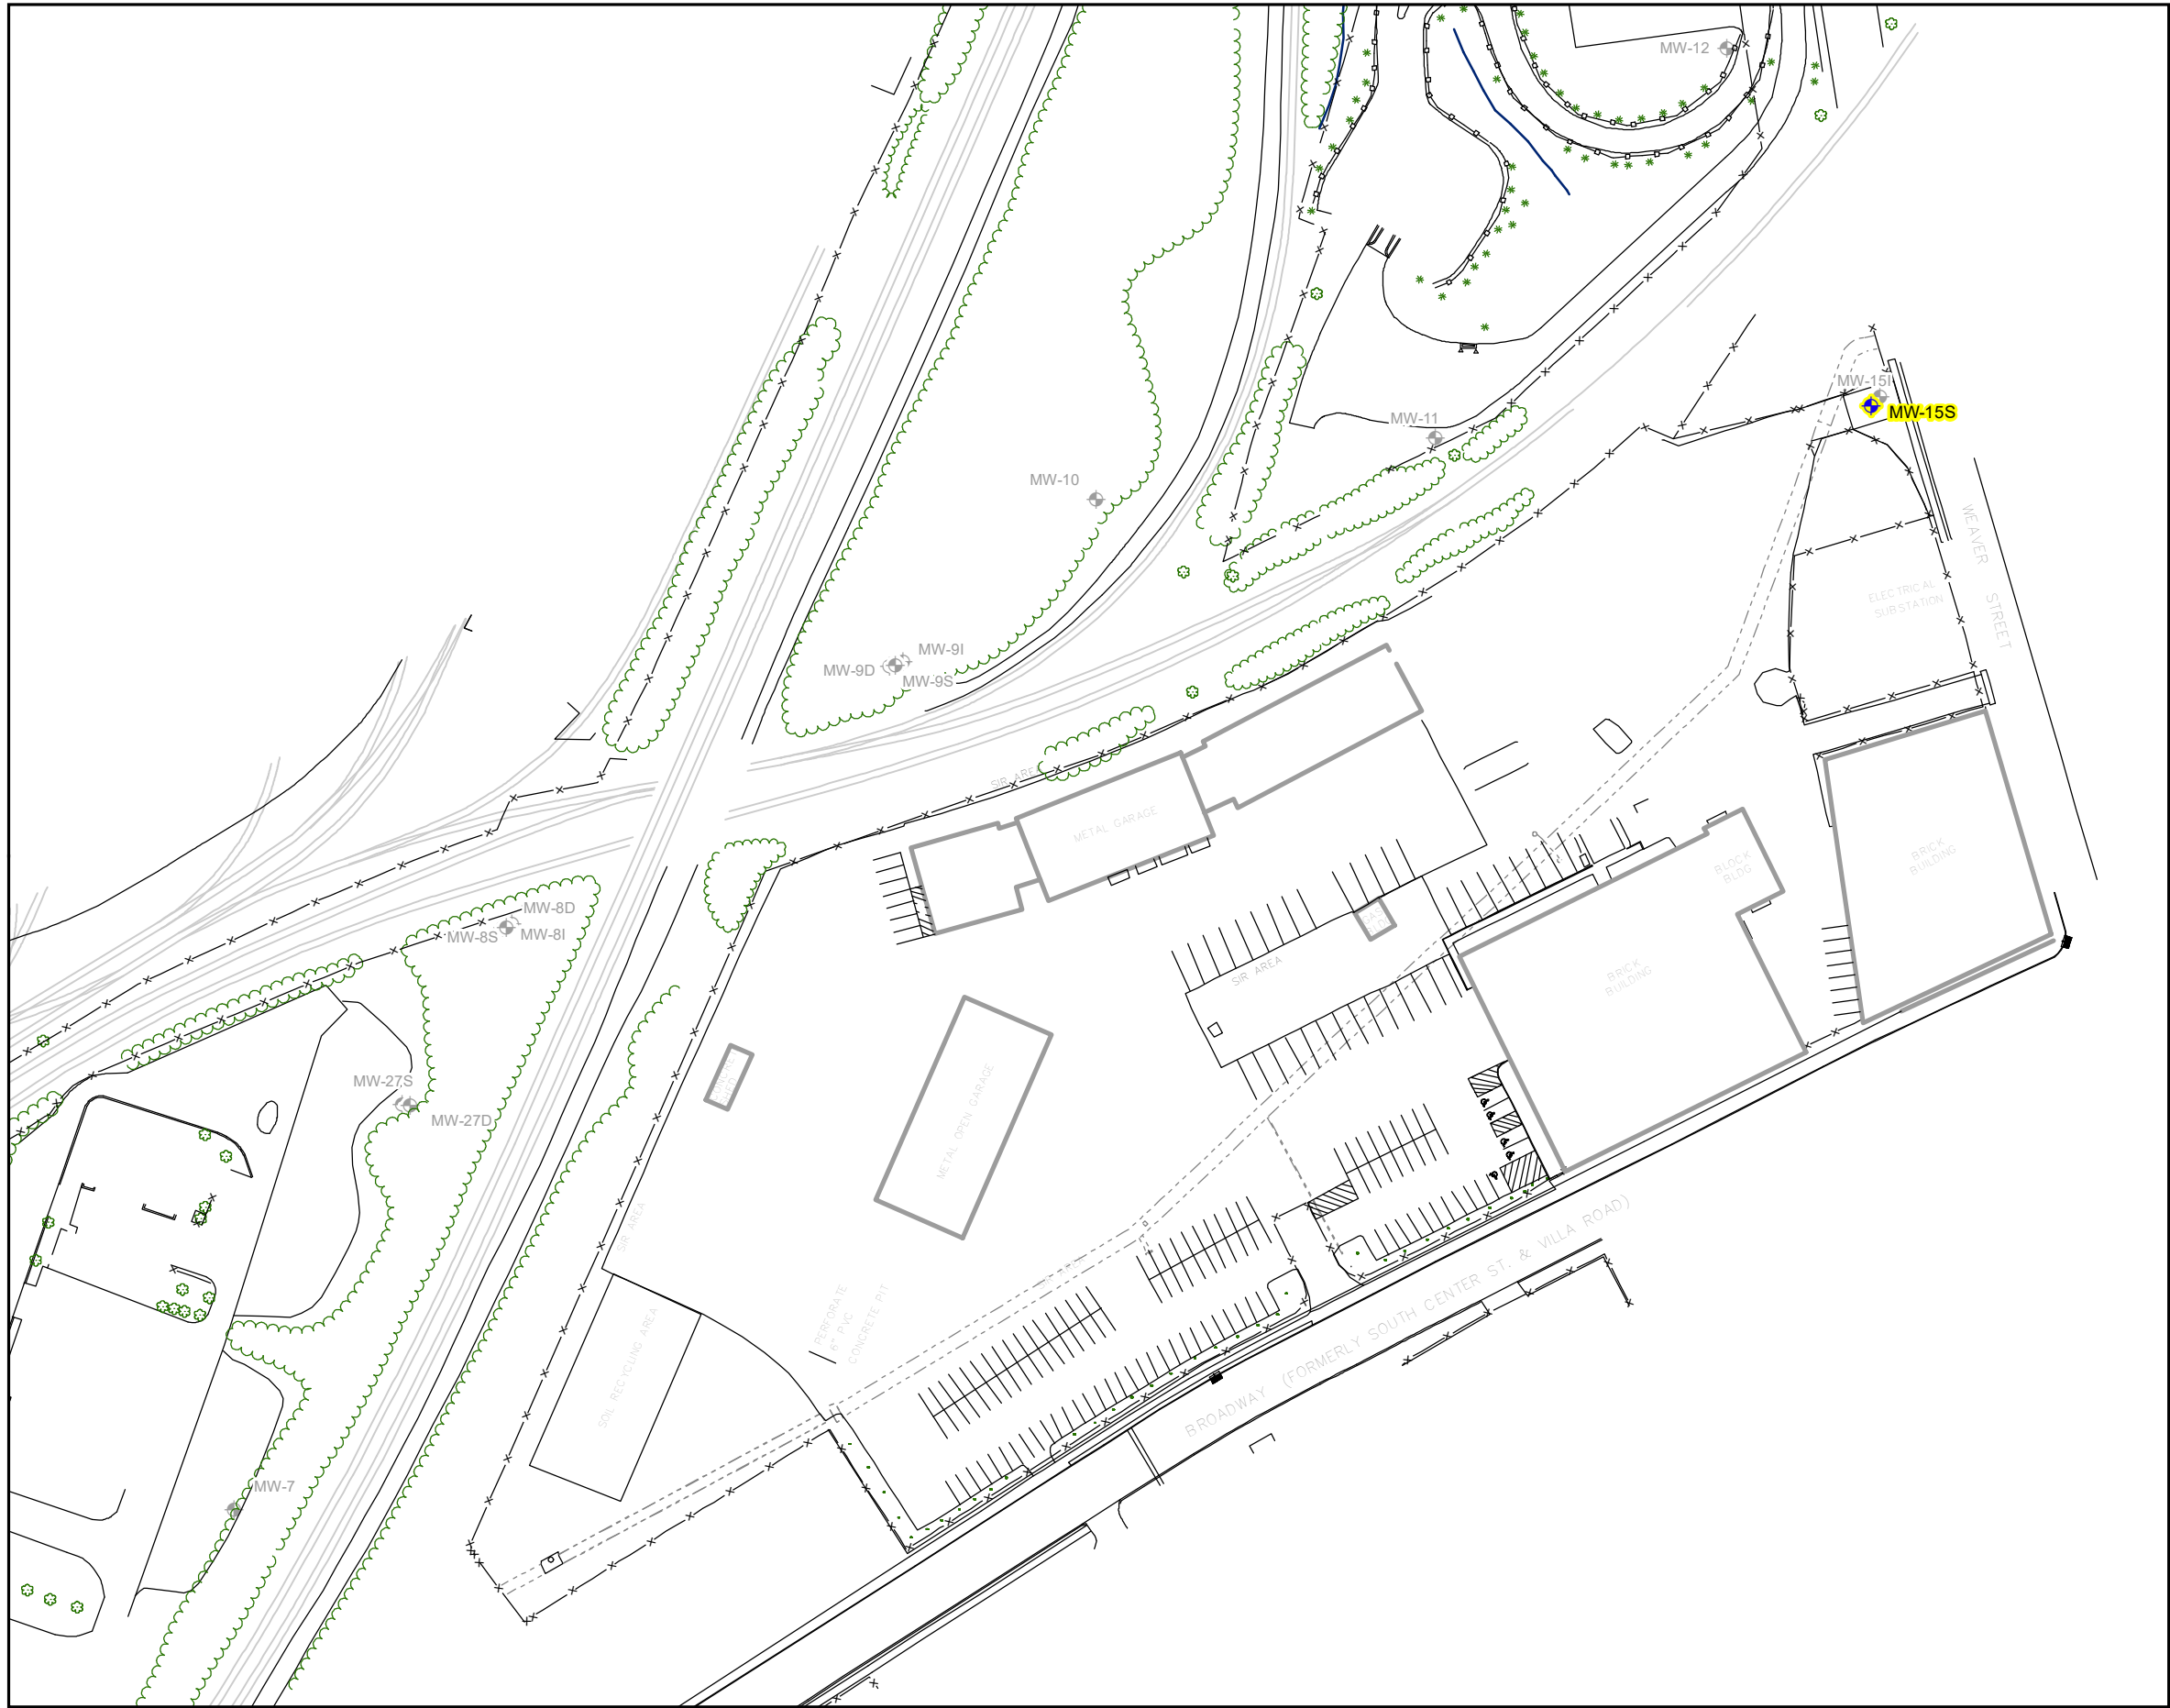 MW-12
MW-15I
MW-15S
MW-11
MW-10
WEAVER STREET
ELECTRICAL
SUBSTATION
MW-9I
MW-9D
MW-9S
SIR AREA
METAL GARAGE
BRICK
BUILDING
BLOCK
BLDG
MW-8D
MW-8S
MW-8I
SIR AREA
BRICK
BUILDING
MW-27S
MW-27D
METAL OPEN GARAGE
SIR AREA
BROADWAY (FORMERLY SOUTH CENTER ST. & VILLA ROAD)
PERFORATE
6" PVC
CONCRETE PIT
SOIL RECYCLING AREA
MW-7